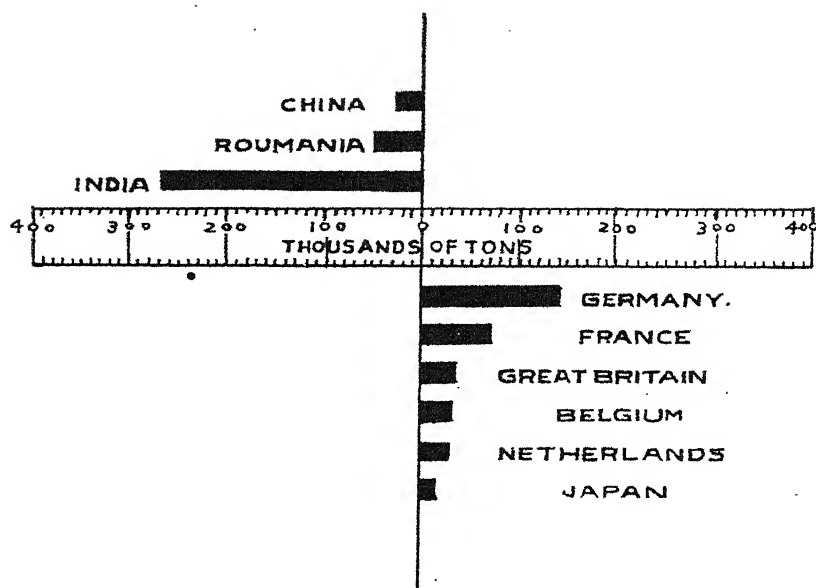 CHINA
ROUMANIA
INDIA
400 300 200 100 0 100 200 300 400
THOUSANDS OF TONS
GERMANY.
FRANCE
GREAT BRITAIN
BELGIUM
NETHERLANDS
JAPAN